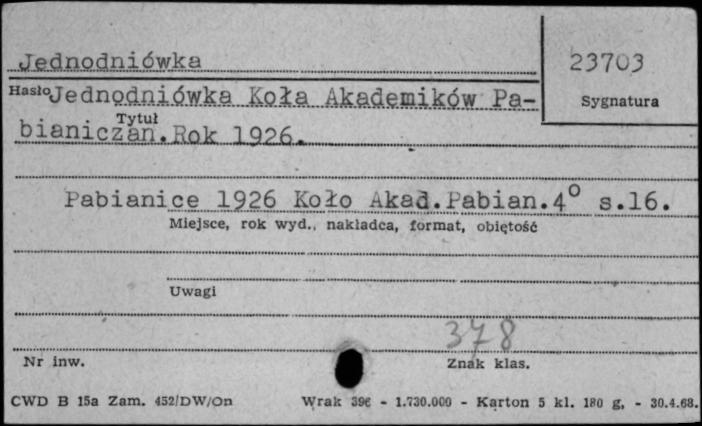 Jednodniówka
23703
Hasło Jednodniówka Koła Akademików Pa-
Sygnatura
Tytuł
bianiczan. Rok 1926.
Pabianice 1926 Koło Akad. Pabian. 4° s. 16.
Miejsce, rok wyd., nakładca, format, objętość
Uwagi
378
Nr inw.
Znak klas.
CWD B 15a Zam. 452/DW/On Wrak 396 - 1.730.000 - Karton 5 kl. 180 g, - 30.4.68.